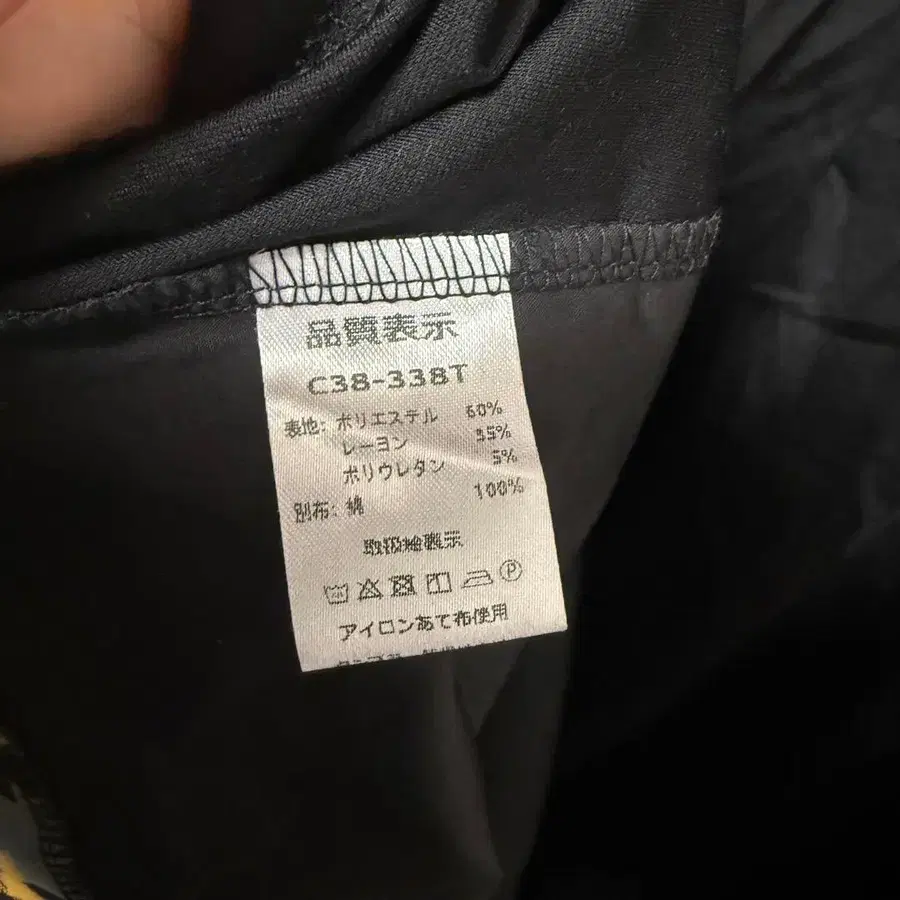 品質表示
C38-338T
表地: ポリエステル 60%
レーヨン 35%
ポリウレタン 5%
別布: 綿 100%
取扱絵表示
P
アイロンあて布使用